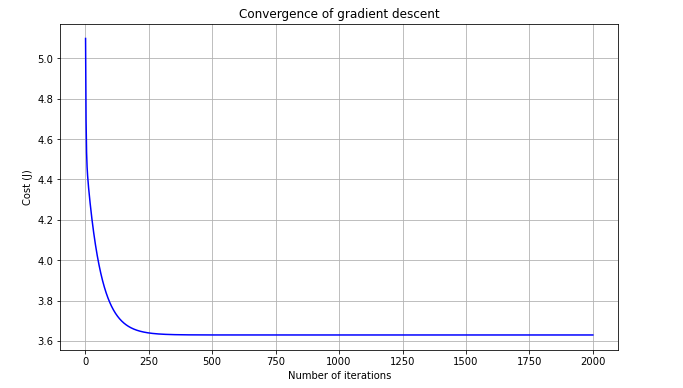 Convergence of gradient descent
5.0
4.8
4.6
4.4
4.2
4.0
3.8
3.6
Cost (J)
0 250 500 750 1000 1250 1500 1750 2000
Number of iterations